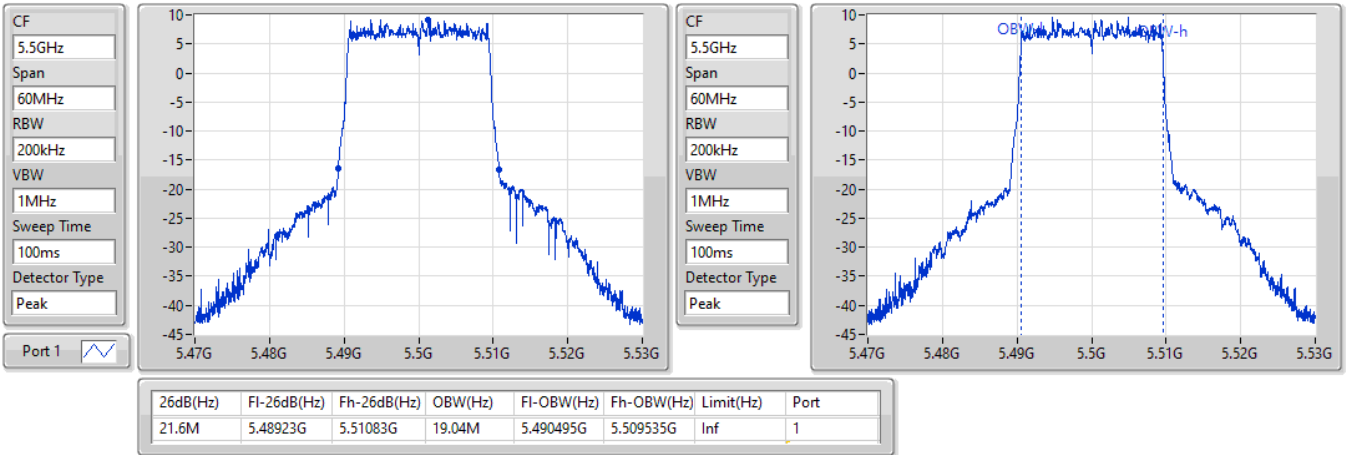 CF
5.5GHz
Span
60MHz
RBW
200kHz
VBW
1MHz
Sweep Time
100ms
Detector Type
Peak
Port 1
10
5
0
-5
-10
-15
-20
-25
-30
-35
-40
-45
5.47G 5.48G 5.49G 5.5G 5.51G 5.52G 5.53G
CF
5.5GHz
Span
60MHz
RBW
200kHz
VBW
1MHz
Sweep Time
100ms
Detector Type
Peak
10
5
0
-5
-10
-15
-20
-25
-30
-35
-40
-45
5.47G 5.48G 5.49G 5.5G 5.51G 5.52G 5.53G
26dB(Hz) Fl-26dB(Hz) Fh-26dB(Hz) OBW(Hz) Fl-OBW(Hz) Fh-OBW(Hz) Limit(Hz) Port
21.6M 5.48923G 5.51083G 19.04M 5.490495G 5.509535G Inf 1